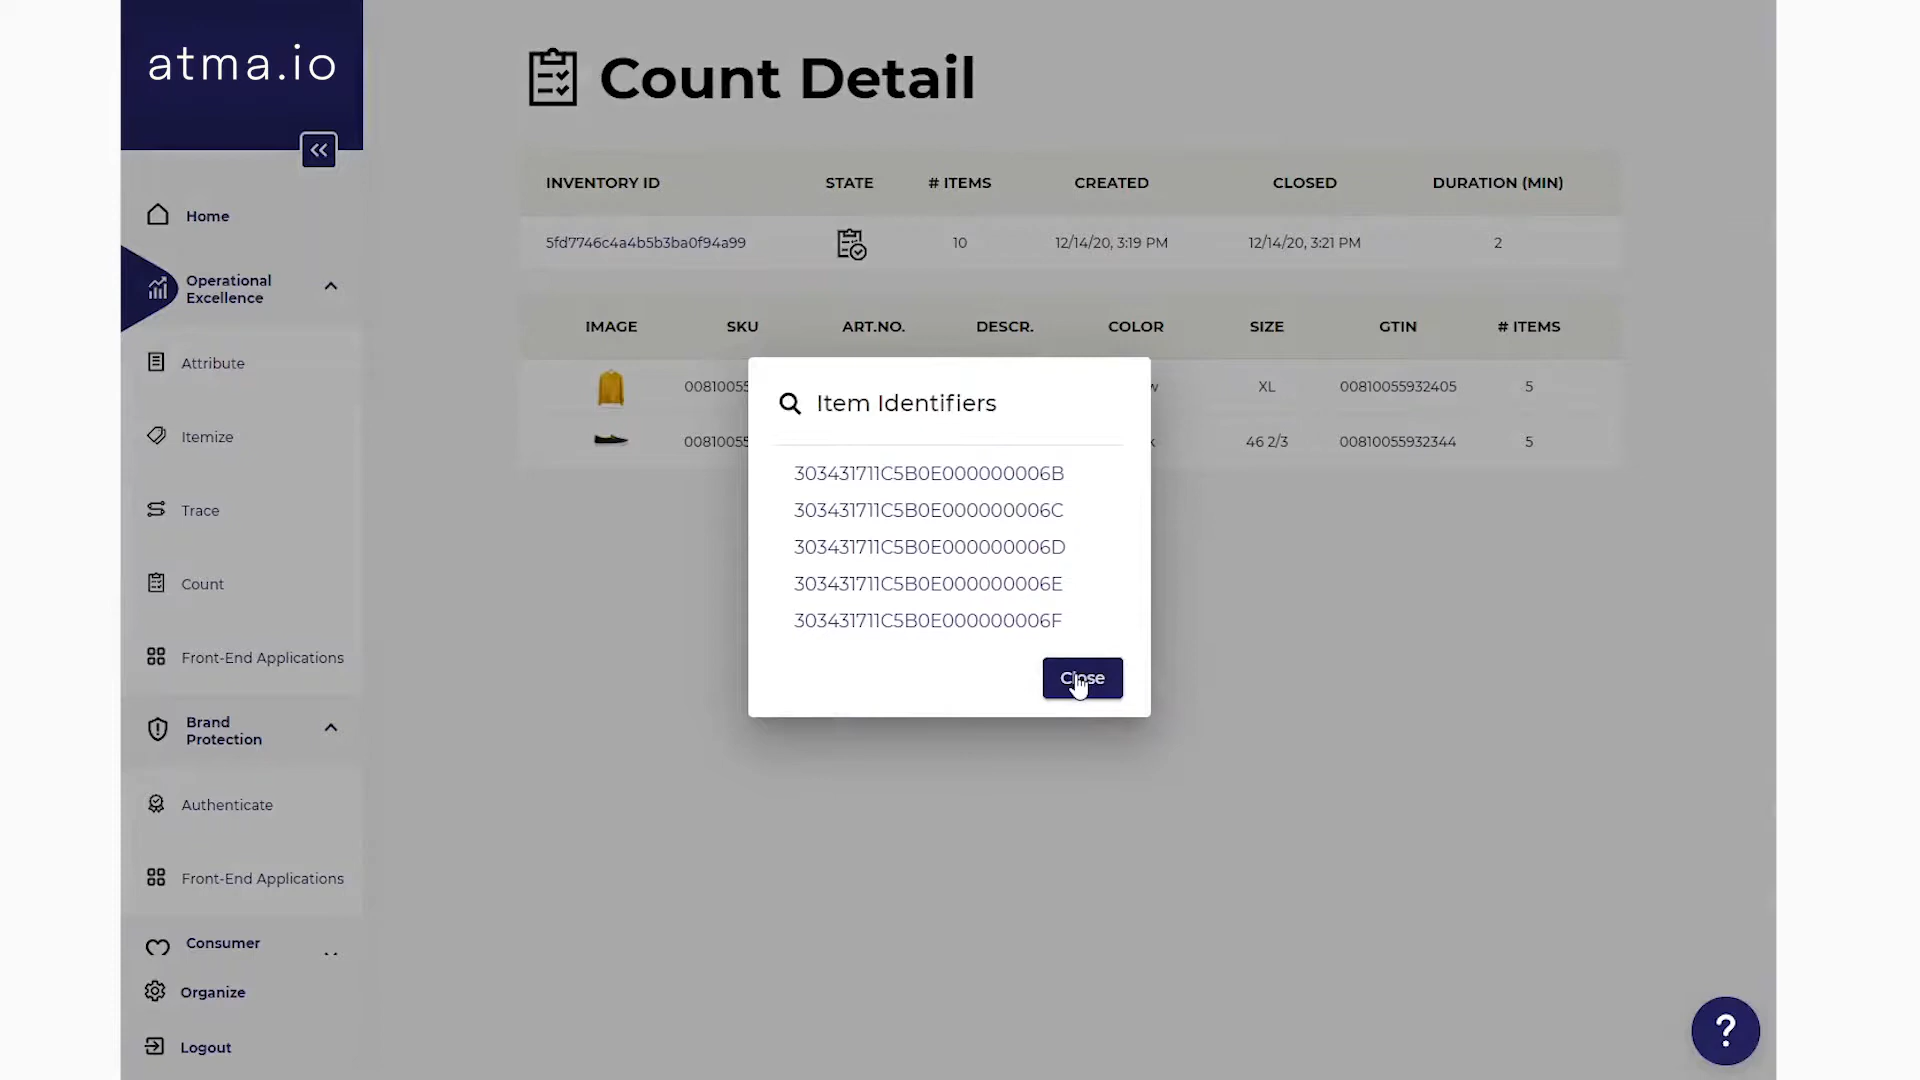 atma.io
Count Detail
INVENTORY ID STATE # ITEMS CREATED CLOSED DURATION (MIN)
5fd7746c4a4b5b3ba0f94a99 10 12/14/20, 3:19 PM 12/14/20, 3:21 PM 2
IMAGE SKU ART.NO. DESCR. COLOR SIZE GTIN # ITEMS
XL 00810055932405 5
46 2/3 00810055932344 5
Item Identifiers
303431711C5B0E000000006B
303431711C5B0E000000006C
303431711C5B0E000000006D
303431711C5B0E000000006E
303431711C5B0E000000006F
Close
Home
Operational
Excellence
Attribute
Itemize
Trace
Count
Front-End Applications
Brand
Protection
Authenticate
Front-End Applications
Consumer
Organize
Logout
?